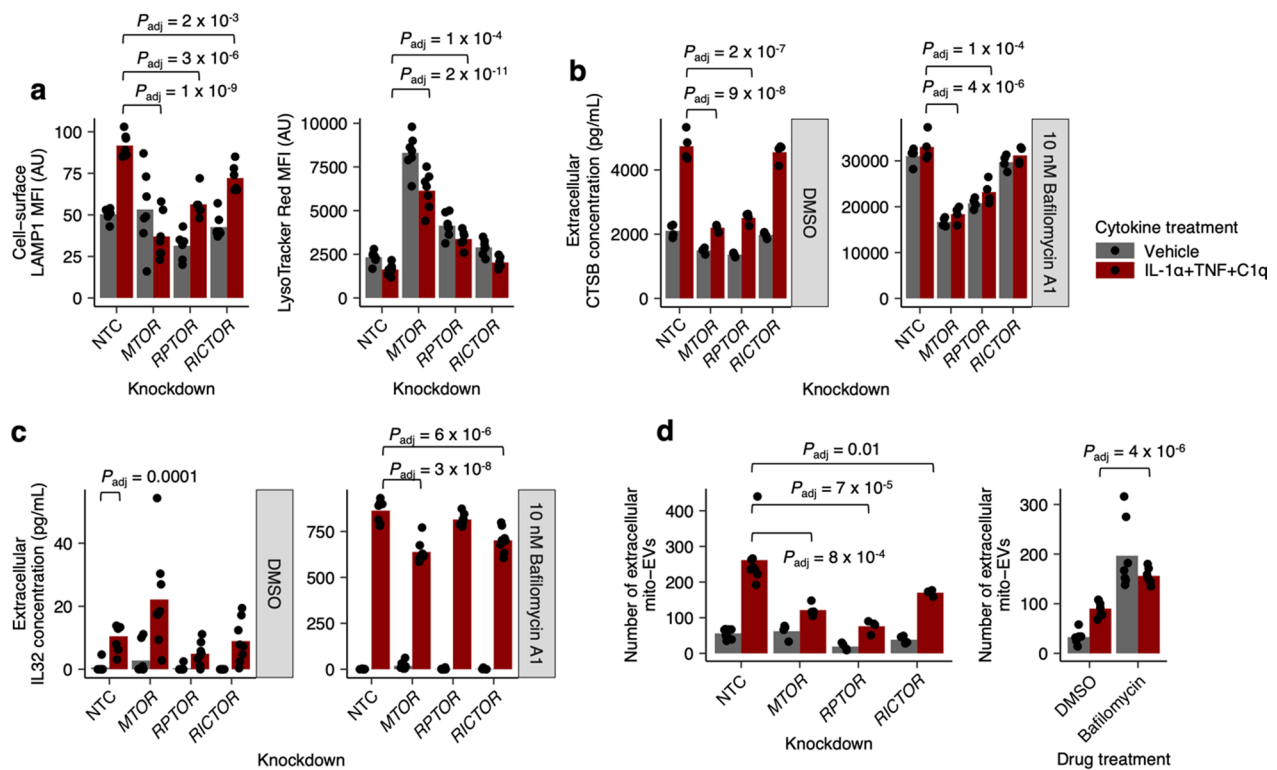 a
P_adj = 2 x 10^-3
P_adj = 3 x 10^-6
P_adj = 1 x 10^-9
Cell−surface
LAMP1 MFI (AU)
100
75
50
25
0
NTC
MTOR
RPTOR
RICTOR
P_adj = 1 x 10^-4
P_adj = 2 x 10^-11
LysoTracker Red MFI (AU)
10000
7500
5000
2500
0
NTC
MTOR
RPTOR
RICTOR
Knockdown
Knockdown
b
P_adj = 2 x 10^-7
P_adj = 9 x 10^-8
Extracellular
CTSB concentration (pg/mL)
4000
2000
0
NTC
MTOR
RPTOR
RICTOR
DMSO
P_adj = 1 x 10^-4
P_adj = 4 x 10^-6
30000
20000
10000
0
NTC
MTOR
RPTOR
RICTOR
10 nM Bafilomycin A1
Knockdown
Cytokine treatment
Vehicle
IL-1α+TNF+C1q
c
P_adj = 0.0001
Extracellular
IL32 concentration (pg/mL)
40
20
0
NTC
MTOR
RPTOR
RICTOR
DMSO
P_adj = 6 x 10^-6
P_adj = 3 x 10^-8
750
500
250
0
NTC
MTOR
RPTOR
RICTOR
10 nM Bafilomycin A1
Knockdown
d
P_adj = 0.01
P_adj = 7 x 10^-5
P_adj = 8 x 10^-4
Number of extracellular
mito−EVs
400
300
200
100
0
NTC
MTOR
RPTOR
RICTOR
Knockdown
P_adj = 4 x 10^-6
Number of extracellular
mito−EVs
300
200
100
0
DMSO
Bafilomycin
Drug treatment